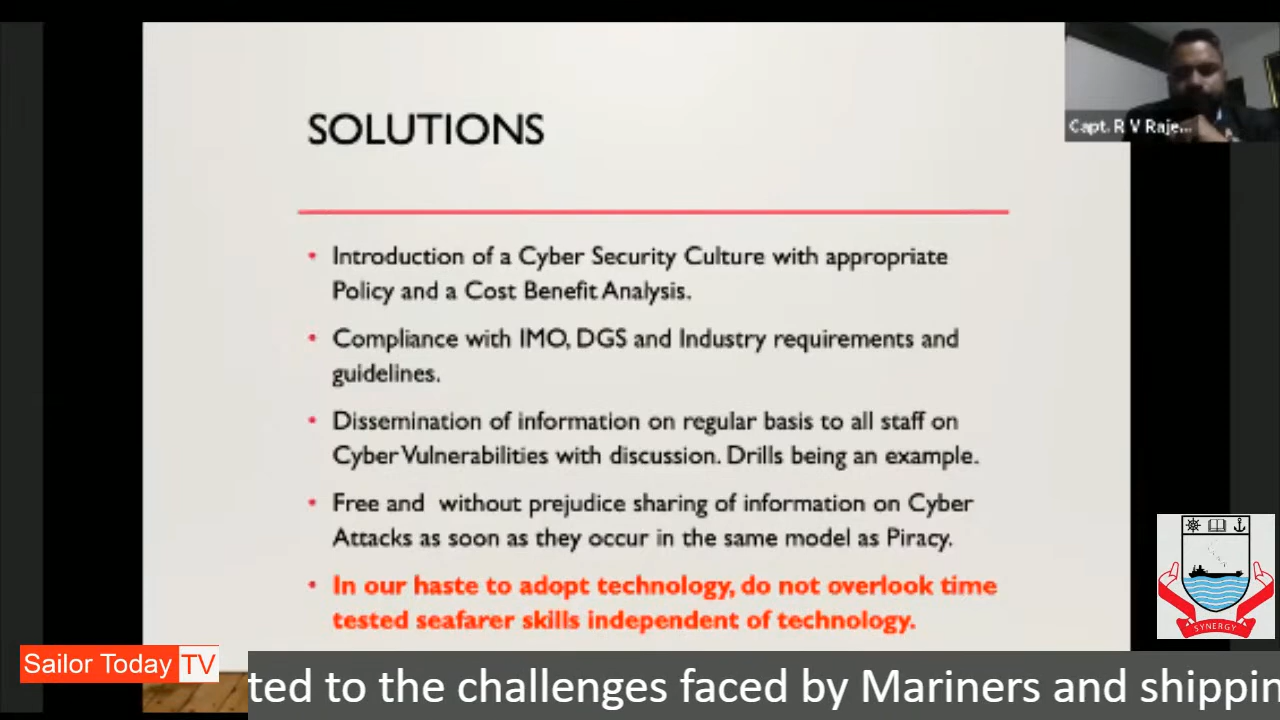 SOLUTIONS
Capt. R V Raje...
• Introduction of a Cyber Security Culture with appropriate
Policy and a Cost Benefit Analysis.
• Compliance with IMO, DGS and Industry requirements and
guidelines.
• Dissemination of information on regular basis to all staff on
Cyber Vulnerabilities with discussion. Drills being an example.
• Free and without prejudice sharing of information on Cyber
Attacks as soon as they occur in the same model as Piracy.
• In our haste to adopt technology, do not overlook time
tested seafarer skills independent of technology.
SYNERGY
Sailor Today TV
ted to the challenges faced by Mariners and shippin